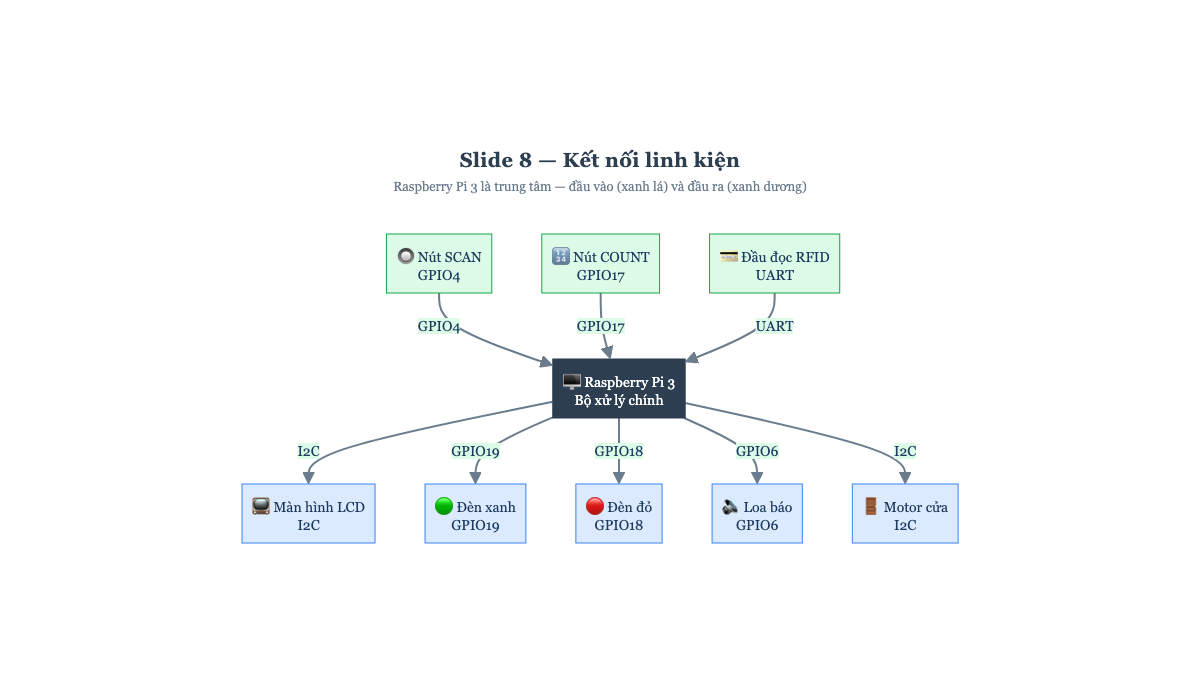 Slide 8 — Kết nối linh kiện
Raspberry Pi 3 là trung tâm — đầu vào (xanh lá) và đầu ra (xanh dương)
Nút SCAN
GPIO4
1234 Nút COUNT
GPIO17
Đầu đọc RFID
UART
GPIO4
GPIO17
UART
Raspberry Pi 3
Bộ xử lý chính
I2C
GPIO19
GPIO18
GPIO6
I2C
Màn hình LCD
I2C
Đèn xanh
GPIO19
Đèn đỏ
GPIO18
Loa báo
GPIO6
Motor cửa
I2C